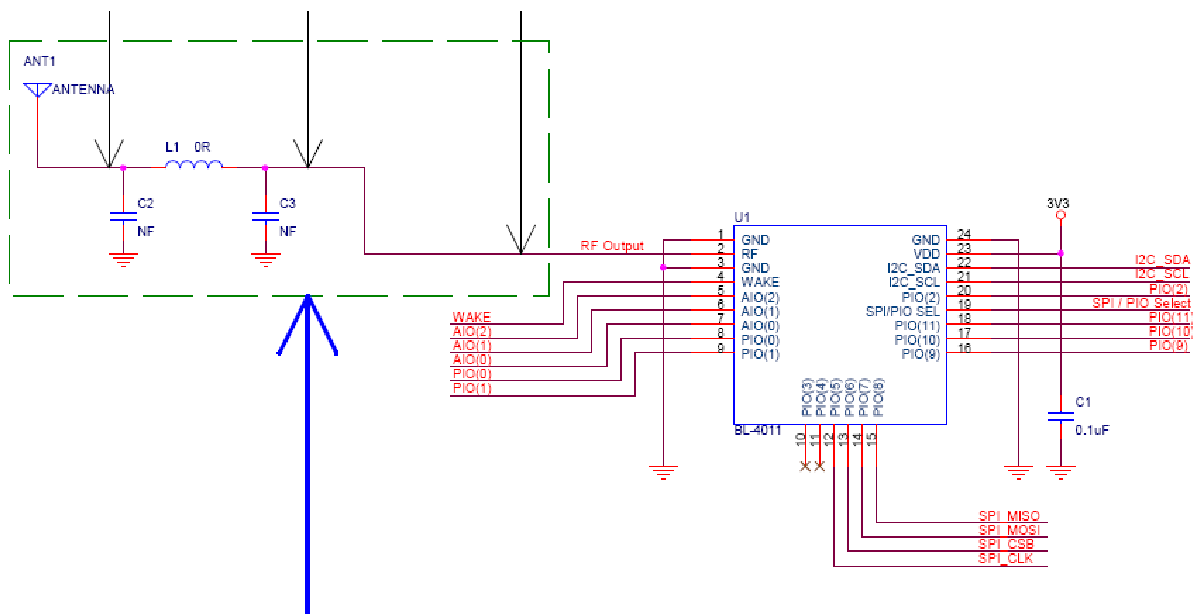 ANT1
ANTENNA
L1 0R
C2
NF
C3
NF
RF Output
U1
1 GND
2 RF
3 GND
4 WAKE
5 AIO(2)
6 AIO(1)
7 AIO(0)
8 PIO(0)
9 PIO(1)
GND 24
VDD 23
I2C_SDA 22
I2C_SCL 21
PIO(2) 20
SPI/PIO SEL 19
PIO(11) 18
PIO(10) 17
PIO(9) 16
PIO(3)
PIO(4)
PIO(5)
PIO(6)
PIO(7)
PIO(8)
BL-4011
10
11
12
13
14
15
WAKE
AIO(2)
AIO(1)
AIO(0)
PIO(0)
PIO(1)
3V3
I2C_SDA
I2C_SCL
PIO(2)
SPI / PIO Select
PIO(11)
PIO(10)
PIO(9)
C1
0.1uF
SPI_MISO
SPI_MOSI
SPI_CSB
SPI_CLK